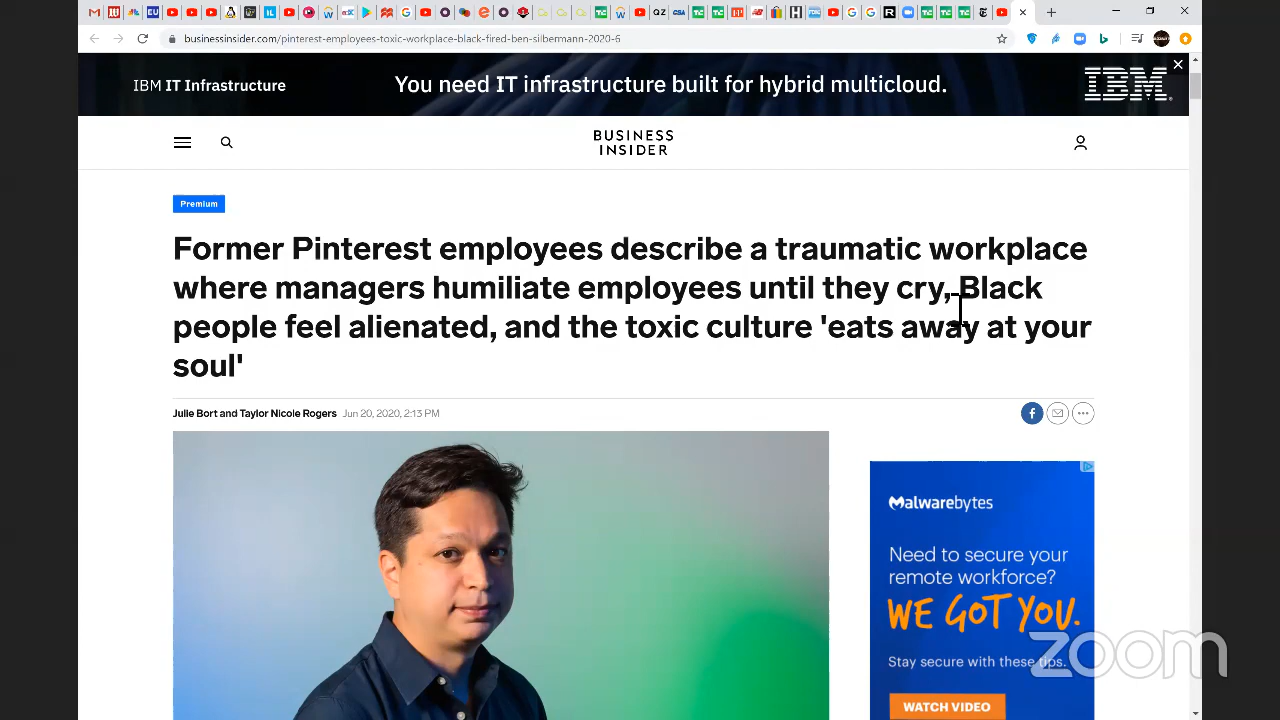 businessinsider.com/pinterest-employees-toxic-workplace-black-fired-ben-silbermann-2020-6
IBM IT Infrastructure
You need IT infrastructure built for hybrid multicloud.
IBM
BUSINESS
INSIDER
Premium
Former Pinterest employees describe a traumatic workplace
where managers humiliate employees until they cry, Black
people feel alienated, and the toxic culture 'eats away at your
soul'
Julie Bort and Taylor Nicole Rogers Jun 20, 2020, 2:13 PM
Malwarebytes
Need to secure your
remote workforce?
WE GOT YOU.
Stay secure with these tips.
WATCH VIDEO
zoom